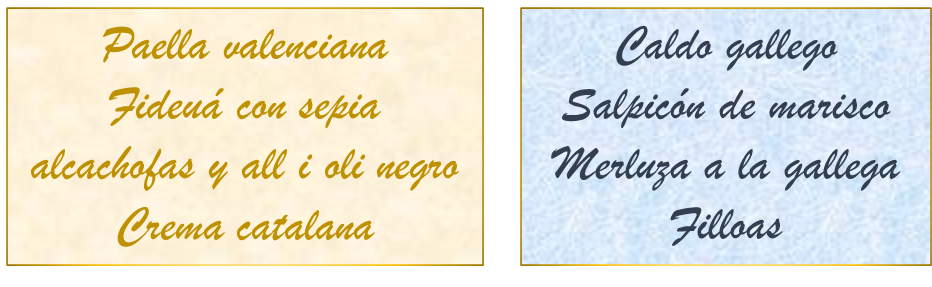 Paella valenciana
Fideuá con sepia
alcachofas y all i oli negro
Crema catalana
Caldo gallego
Salpicón de marisco
Merluza a la gallega
Filloas